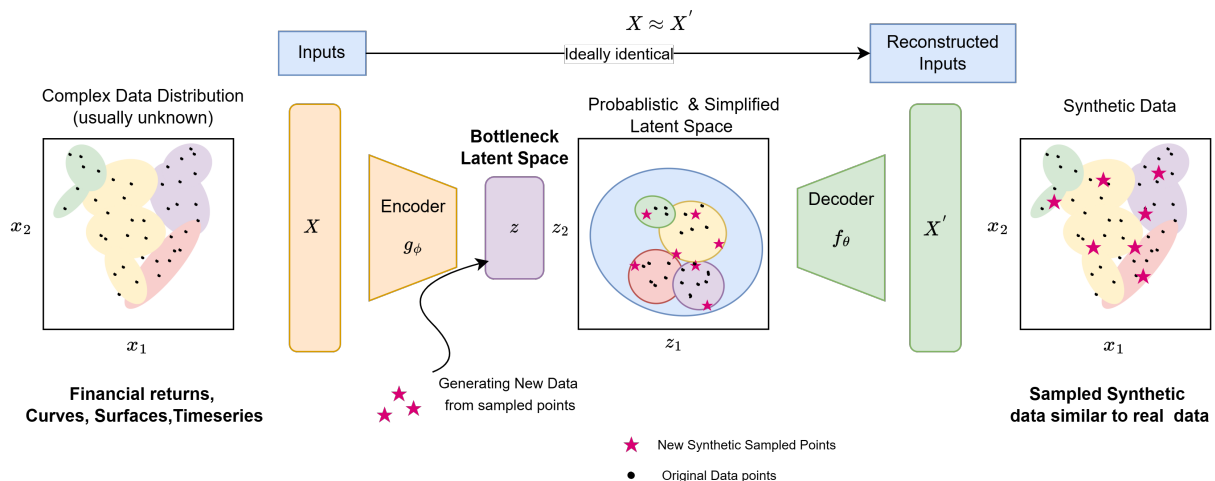 X ≈ X′
Inputs
Ideally identical
Reconstructed
Inputs
Complex Data Distribution
(usually unknown)
Probablistic & Simplified
Latent Space
Synthetic Data
Bottleneck
Latent Space
Encoder
Decoder
x₂
X
g_ϕ
z
z₂
f_θ
X′
x₂
x₁
z₁
x₁
Financial returns,
Curves, Surfaces,Timeseries
Generating New Data
from sampled points
Sampled Synthetic
data similar to real data
New Synthetic Sampled Points
Original Data points